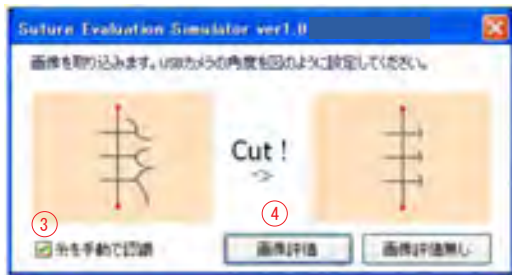 Suture Evaluation Simulator ver1.0
画像を取り込みます。USBカメラの角度を図のように設定してください。
Cut !
->
③
④
糸を手動で認識
画像評価
画像評価無し